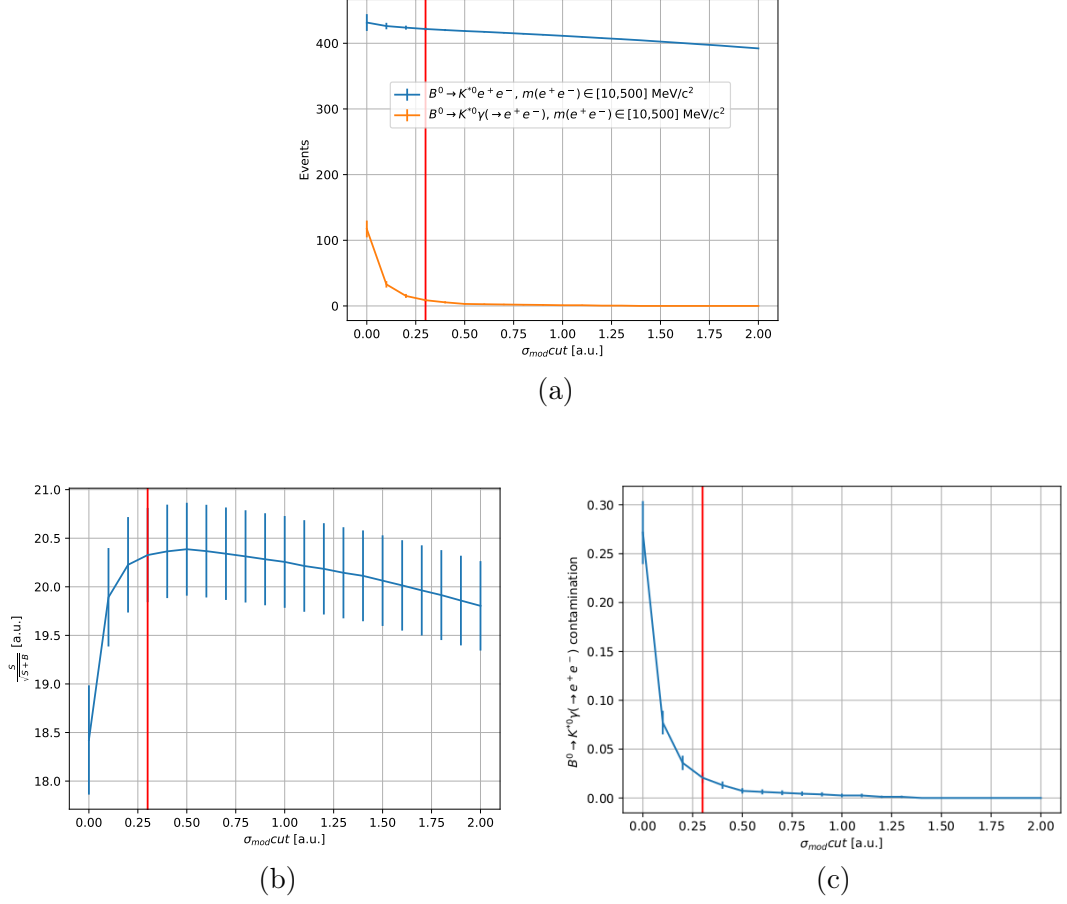 400
300
200
100
0
Events
B⁰→K*⁰e⁺e⁻, m(e⁺e⁻)∈[10,500] MeV/c²
B⁰→K*⁰γ(→e⁺e⁻), m(e⁺e⁻)∈[10,500] MeV/c²
0.00 0.25 0.50 0.75 1.00 1.25 1.50 1.75 2.00
σ_mod cut [a.u.]
(a)
21.0
20.5
20.0
19.5
19.0
18.5
18.0
S/√(S+B) [a.u.]
0.00 0.25 0.50 0.75 1.00 1.25 1.50 1.75 2.00
σ_mod cut [a.u.]
(b)
0.30
0.25
0.20
0.15
0.10
0.05
0.00
B⁰→K*⁰γ(→e⁺e⁻) contamination
0.00 0.25 0.50 0.75 1.00 1.25 1.50 1.75 2.00
σ_mod cut [a.u.]
(c)